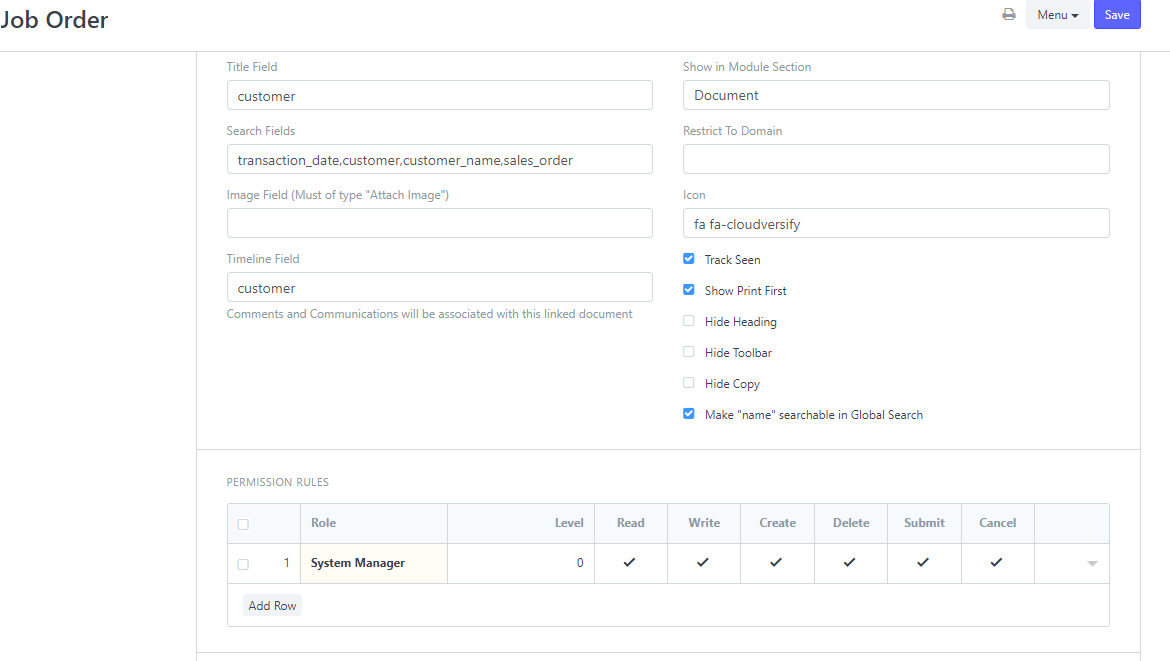 Job Order
Menu
Save
Title Field
customer
Search Fields
transaction_date,customer,customer_name,sales_order
Image Field (Must of type "Attach Image")
Timeline Field
customer
Comments and Communications will be associated with this linked document
Show in Module Section
Document
Restrict To Domain
Icon
fa fa-cloudversify
Track Seen
Show Print First
Hide Heading
Hide Toolbar
Hide Copy
Make "name" searchable in Global Search
PERMISSION RULES
Role Level Read Write Create Delete Submit Cancel
1 System Manager 0
Add Row